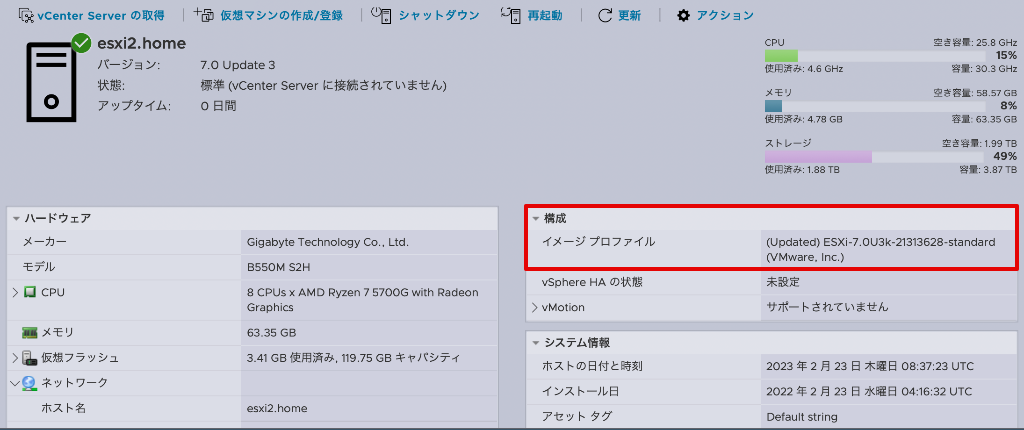 vCenter Server の取得
仮想マシンの作成/登録
シャットダウン
再起動
更新
アクション
esxi2.home
バージョン: 7.0 Update 3
状態: 標準 (vCenter Server に接続されていません)
アップタイム: 0 日間
CPU 空き容量: 25.8 GHz
15%
使用済み: 4.6 GHz 容量: 30.3 GHz
メモリ 空き容量: 58.57 GB
8%
使用済み: 4.78 GB 容量: 63.35 GB
ストレージ 空き容量: 1.99 TB
49%
使用済み: 1.88 TB 容量: 3.87 TB
ハードウェア
メーカー Gigabyte Technology Co., Ltd.
モデル B550M S2H
CPU 8 CPUs x AMD Ryzen 7 5700G with Radeon
Graphics
メモリ 63.35 GB
仮想フラッシュ 3.41 GB 使用済み, 119.75 GB キャパシティ
ネットワーク
ホスト名 esxi2.home
構成
イメージ プロファイル (Updated) ESXi-7.0U3k-21313628-standard
(VMware, Inc.)
vSphere HA の状態 未設定
vMotion サポートされていません
システム情報
ホストの日付と時刻 2023 年 2 月 23 日 木曜日 08:37:23 UTC
インストール日 2022 年 2 月 23 日 水曜日 04:16:32 UTC
アセット タグ Default string